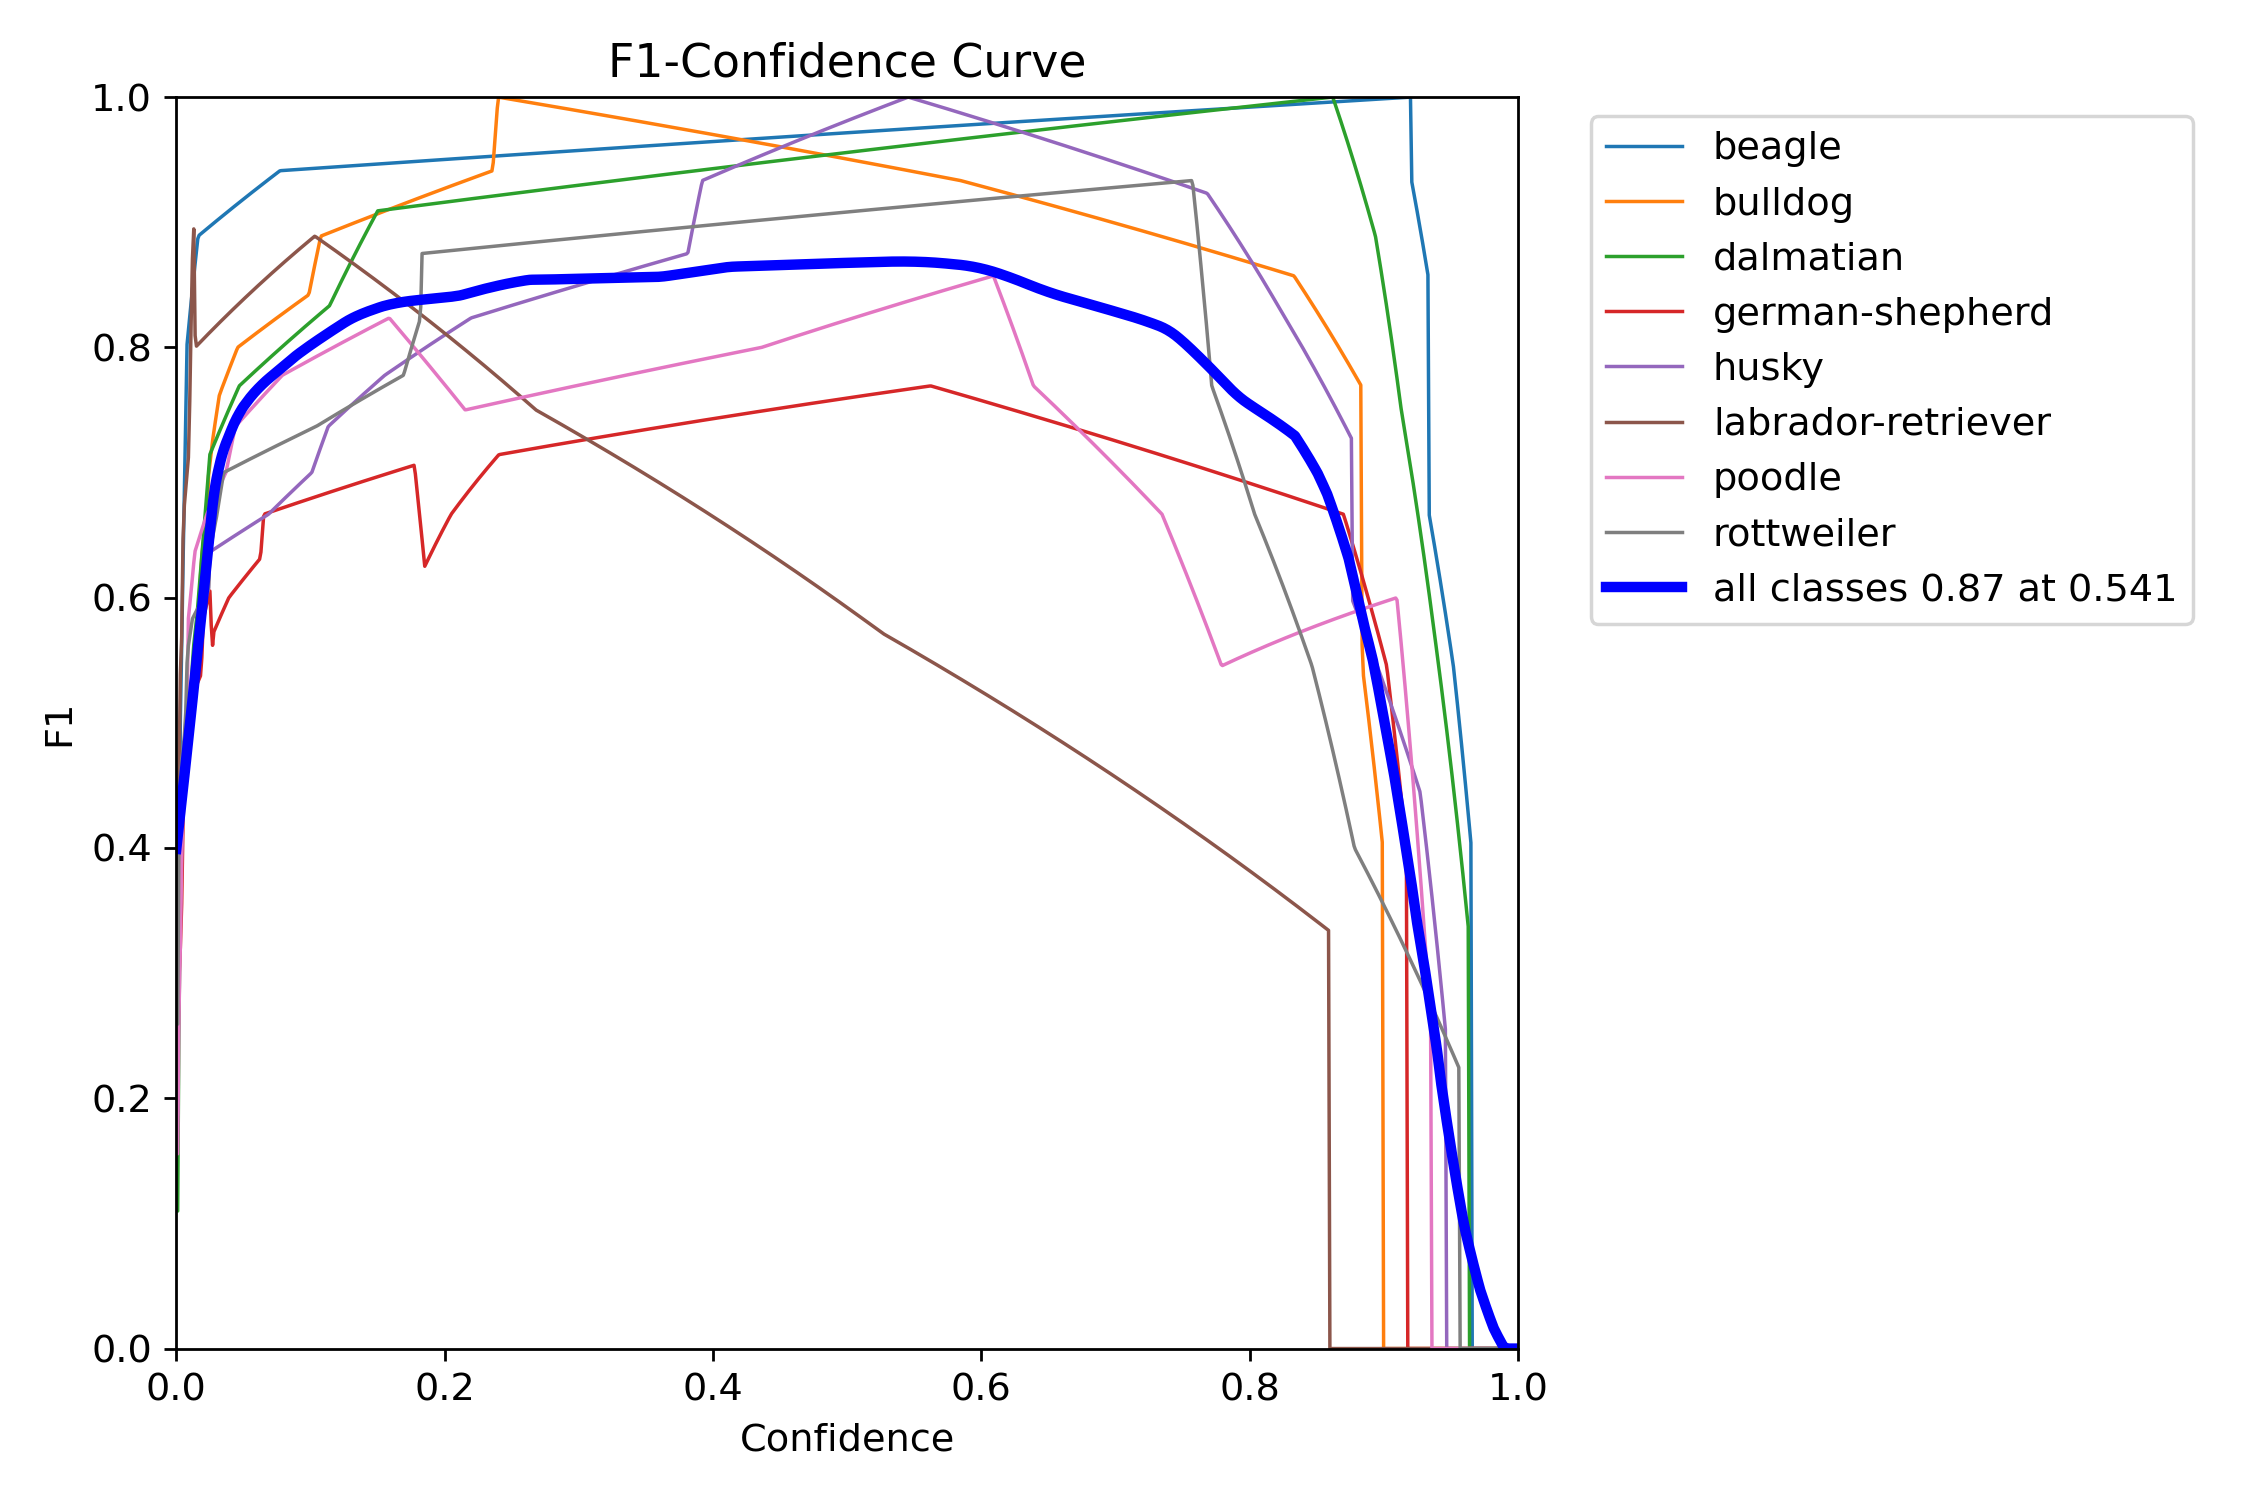 F1-Confidence Curve
1.0
0.8
0.6
0.4
0.2
0.0
F1
0.0 0.2 0.4 0.6 0.8 1.0
Confidence
beagle
bulldog
dalmatian
german-shepherd
husky
labrador-retriever
poodle
rottweiler
all classes 0.87 at 0.541